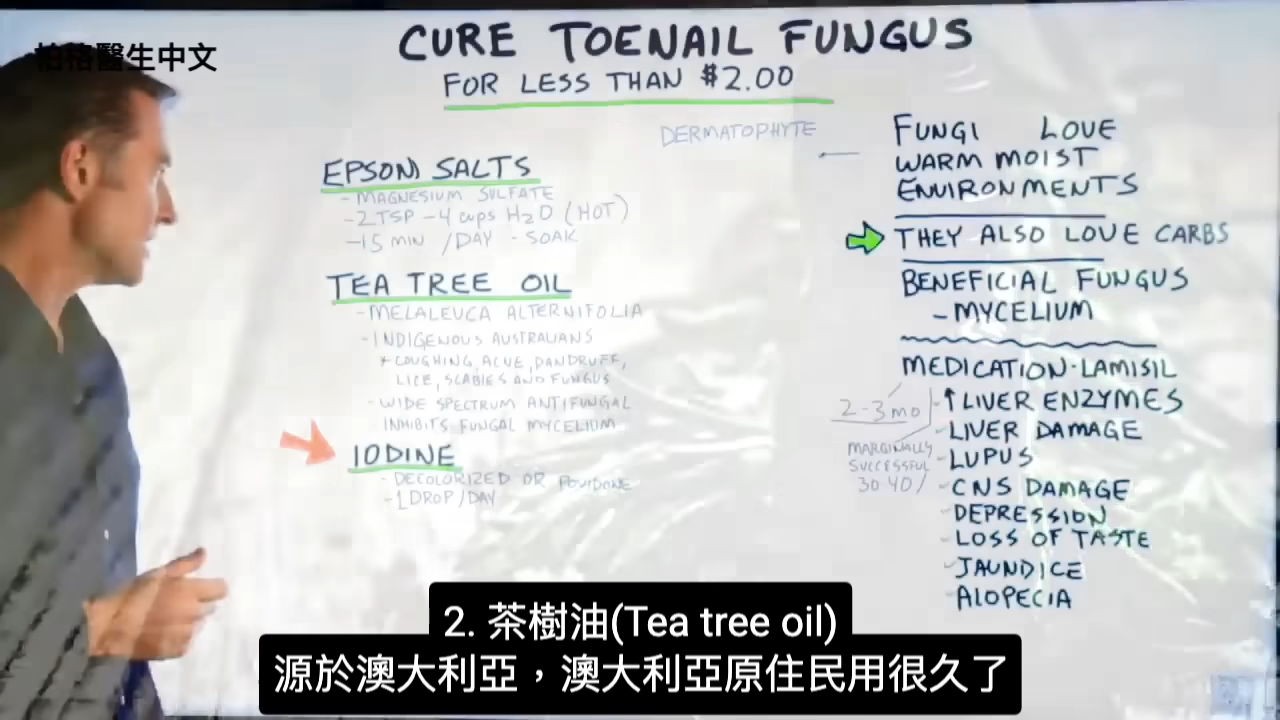 柏格醫生中文
CURE TOENAIL FUNGUS
FOR LESS THAN $2.00
DERMATOPHYTE
EPSOM SALTS
- MAGNESIUM SULFATE
- 2 TSP - 4 cups H2O (HOT)
- 15 MIN /DAY - SOAK
TEA TREE OIL
- MELALEUCA ALTERNIFOLIA
- INDIGENOUS AUSTRALIANS
* COUGHING, ACNE, DANDRUFF,
LICE, SCABIES AND FUNGUS
- WIDE SPECTRUM ANTIFUNGAL
INHIBITS FUNGAL MYCELIUM
IODINE
- DECOLORIZED OR POVIDONE
- 1 DROP/DAY
FUNGI LOVE
WARM MOIST
ENVIRONMENTS
THEY ALSO LOVE CARBS
BENEFICIAL FUNGUS
- MYCELIUM
MEDICATION - LAMISIL
2-3 mo
MARGINALLY
SUCCESSFUL
30 40/
- ↑ LIVER ENZYMES
- LIVER DAMAGE
- LUPUS
- CNS DAMAGE
- DEPRESSION
- LOSS OF TASTE
- JAUNDICE
- ALOPECIA
2. 茶樹油(Tea tree oil)
源於澳大利亞，澳大利亞原住民用很久了